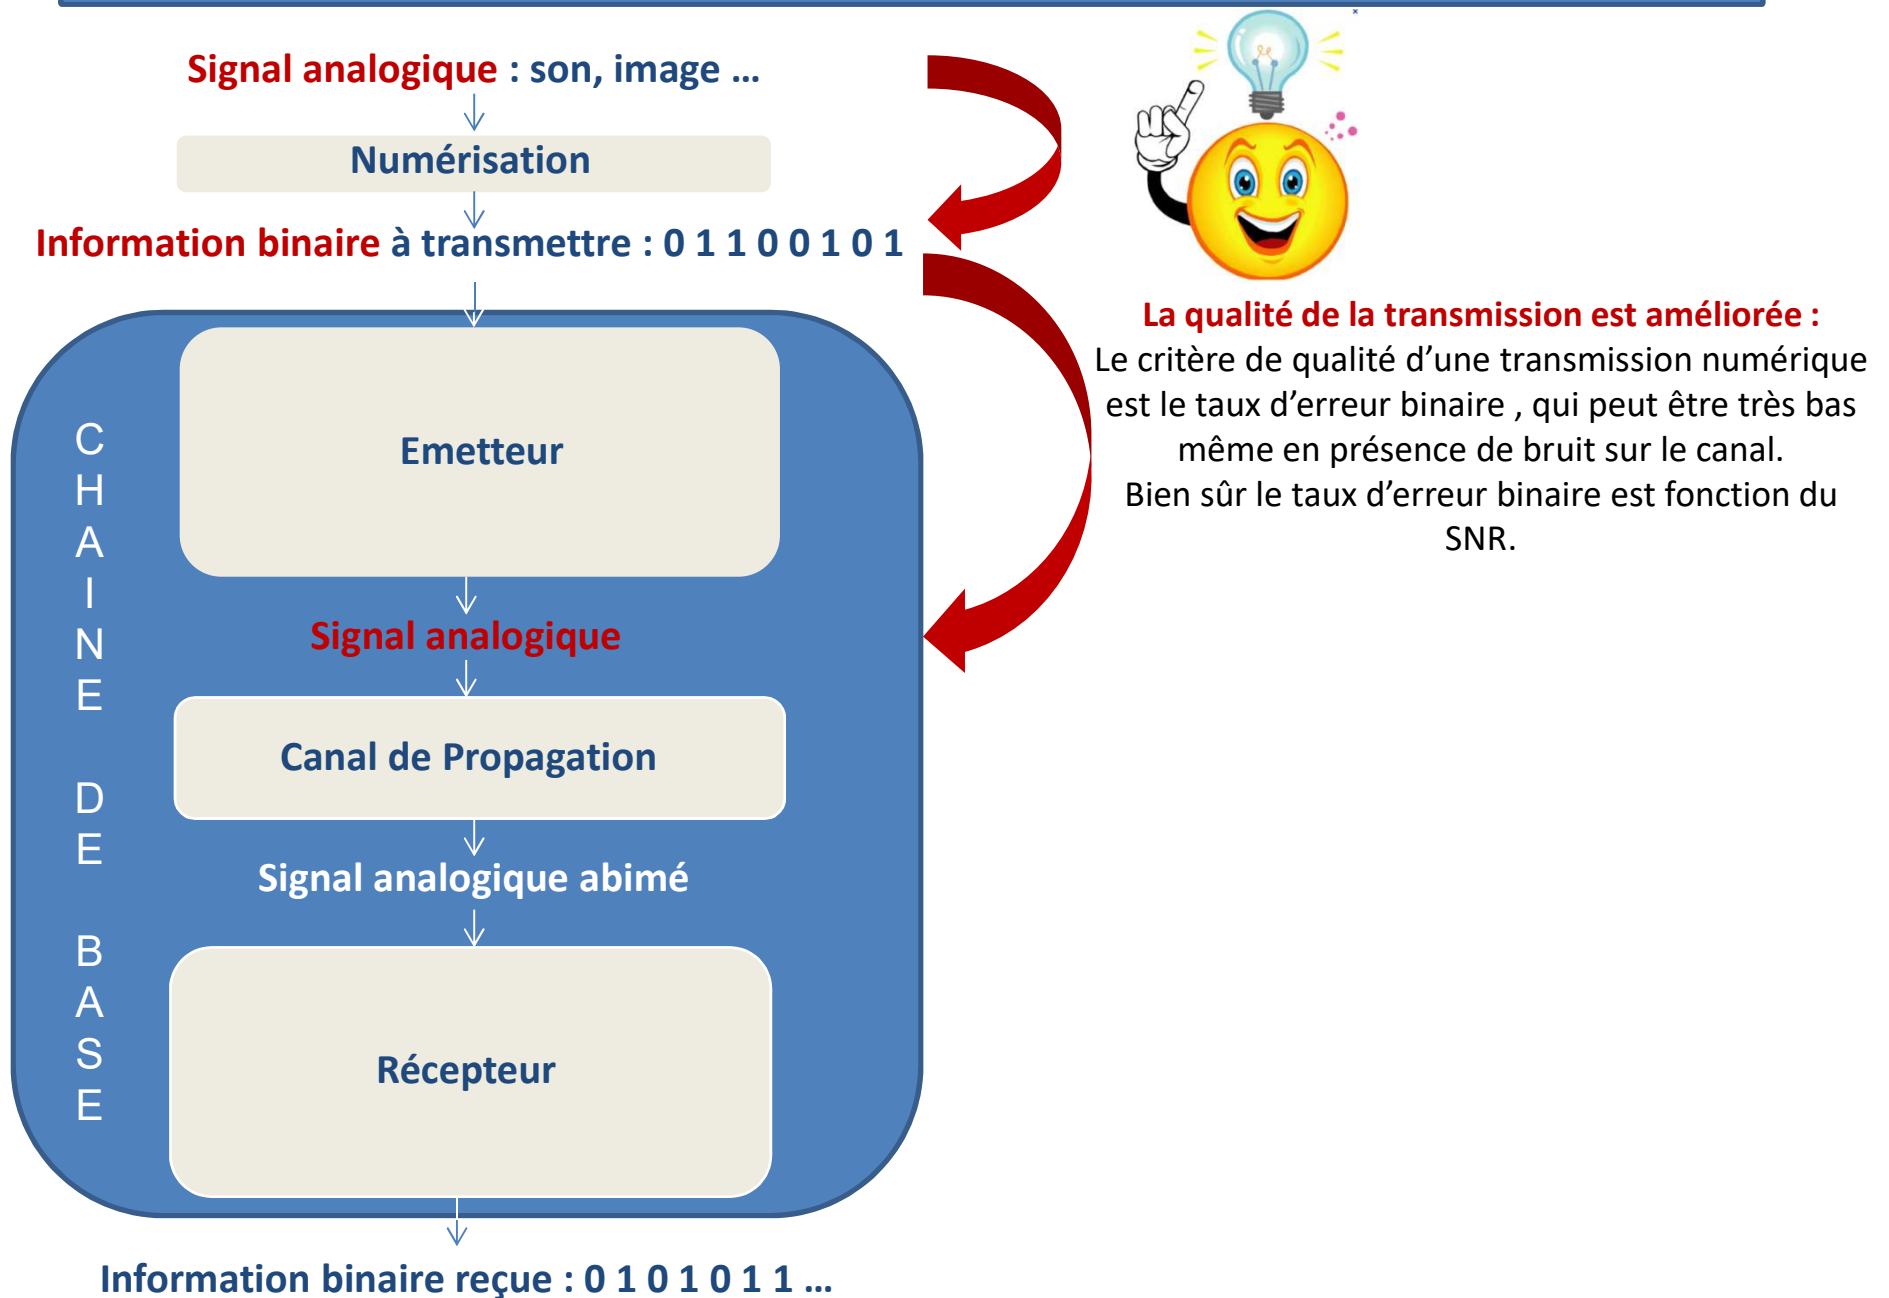 Signal analogique : son, image ...
Numérisation
Information binaire à transmettre : 0 1 1 0 0 1 0 1
CHAINE DE BASE
Emetteur
Signal analogique
Canal de Propagation
Signal analogique abimé
Récepteur
Information binaire reçue : 0 1 0 1 0 1 1 ...
La qualité de la transmission est améliorée :
Le critère de qualité d’une transmission numérique
est le taux d’erreur binaire , qui peut être très bas
même en présence de bruit sur le canal.
Bien sûr le taux d’erreur binaire est fonction du
SNR.